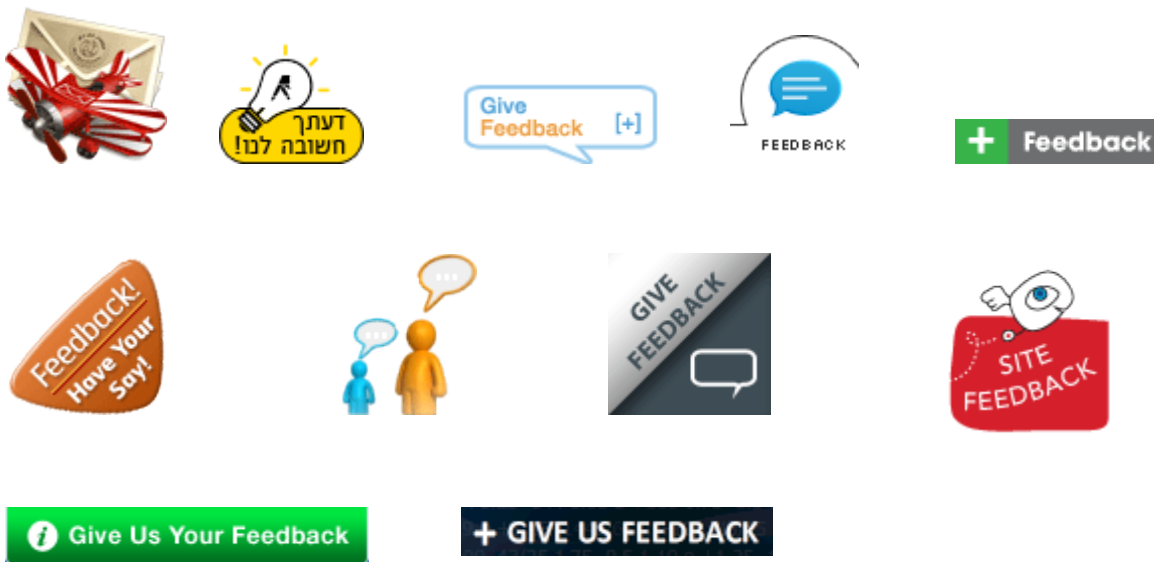 דעתך
חשובה לנו!
Give
Feedback [+]
FEEDBACK
+ Feedback
Feedback!
Have Your
Say!
GIVE
FEEDBACK
SITE
FEEDBACK
i Give Us Your Feedback
+ GIVE US FEEDBACK